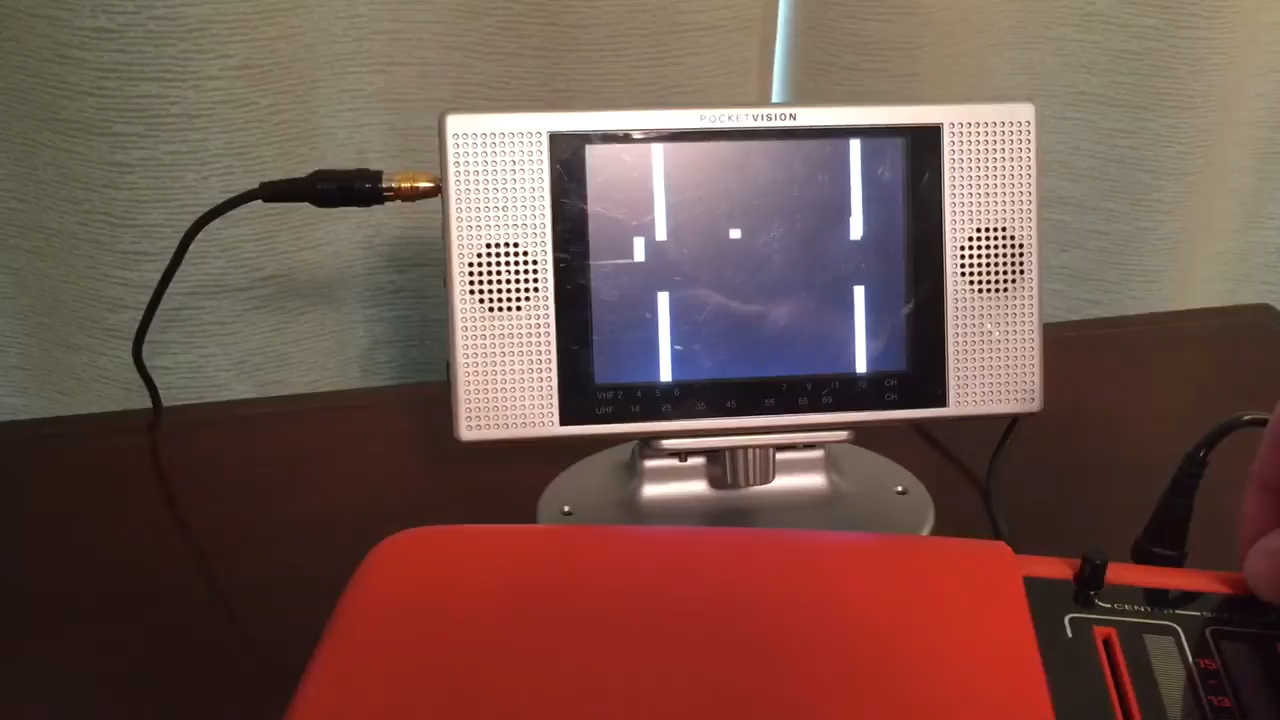 POCKETVISION
VHF 2 4 5 6 7 9 11 13 CH
UHF 14 25 35 45 55 65 69 CH
CENTER
15
-
13